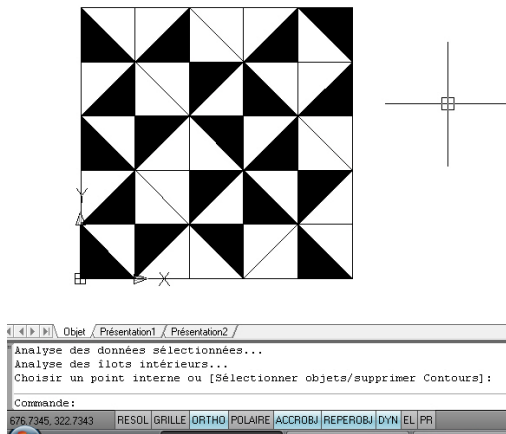 Y
X
Objet / Présentation1 / Présentation2 /
Analyse des données sélectionnées...
Analyse des îlots intérieurs...
Choisir un point interne ou [Sélectionner objets/supprimer Contours]:
Commande:
676.7345, 322.7343 RESOL GRILLE ORTHO POLAIRE ACCROBJ REPEROBJ DYN EL PR